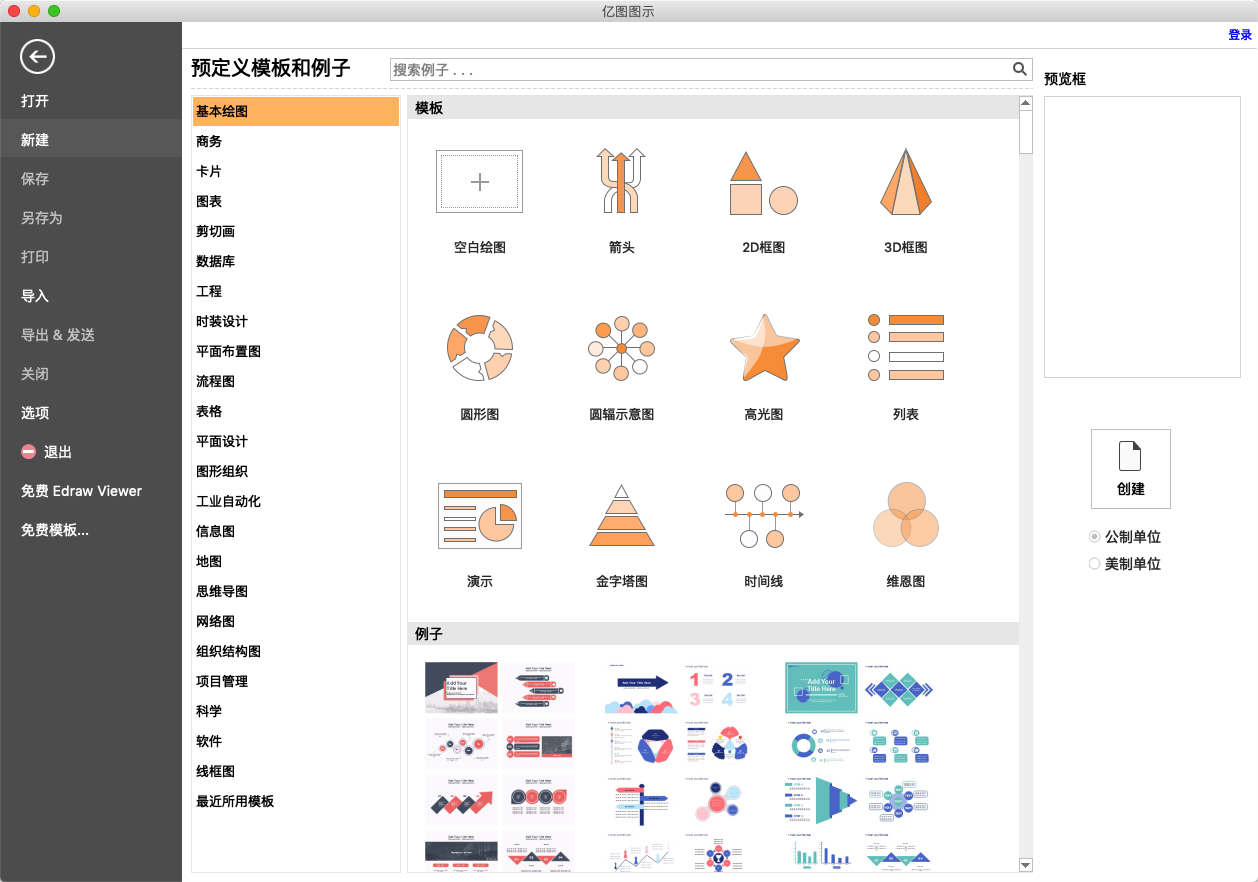 亿图图示
登录
打开
新建
保存
另存为
打印
导入
导出 & 发送
关闭
选项
退出
免费 Edraw Viewer
免费模板...
预定义模板和例子
搜索例子 . . .
基本绘图
商务
卡片
图表
剪切画
数据库
工程
时装设计
平面布置图
流程图
表格
平面设计
图形组织
工业自动化
信息图
地图
思维导图
网络图
组织结构图
项目管理
科学
软件
线框图
最近所用模板
模板
空白绘图
箭头
2D框图
3D框图
圆形图
圆辐示意图
高光图
列表
演示
金字塔图
时间线
维恩图
例子
Add Your
Title Here
Add Your Title Here
Add Your Title Here
1 2
3 4
Add Your
Title Here
预览框
创建
公制单位
美制单位